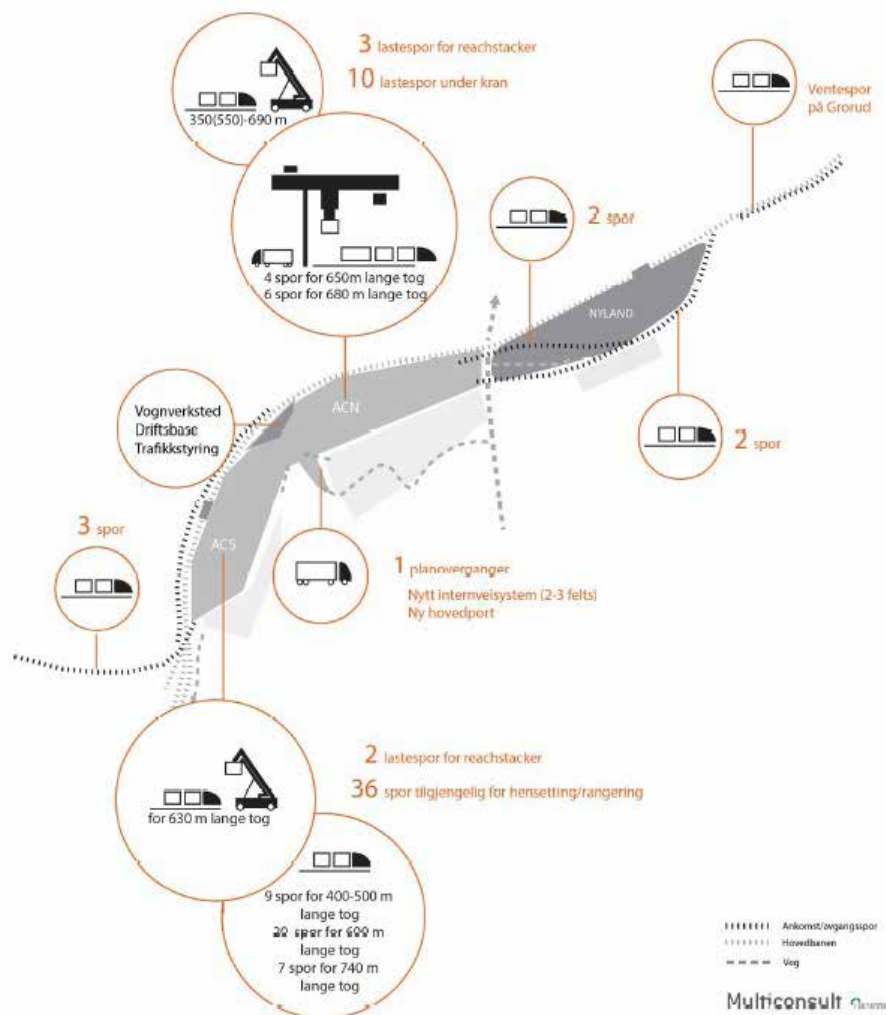 3 lastespor for reachstacker
10 lastespor under kran
350(550)-690 m
Ventespor
på Grorud
2 spor
4 spor for 650m lange tog
6 spor for 680 m lange tog
NYLAND
ACN
Vognverksted
Driftsbase
Trafikkstyring
2 spor
3 spor
ACS
1 planoverganger
Nytt internveisystem (2-3 felts)
Ny hovedport
2 lastespor for reachstacker
36 spor tilgjengelig for hensetting/rangering
for 630 m lange tog
9 spor for 400-500 m
lange tog
20 spor for 600 m
lange tog
7 spor for 740 m
lange tog
Ankomst/avgangsspor
Hovedbanen
Veg
Multiconsult